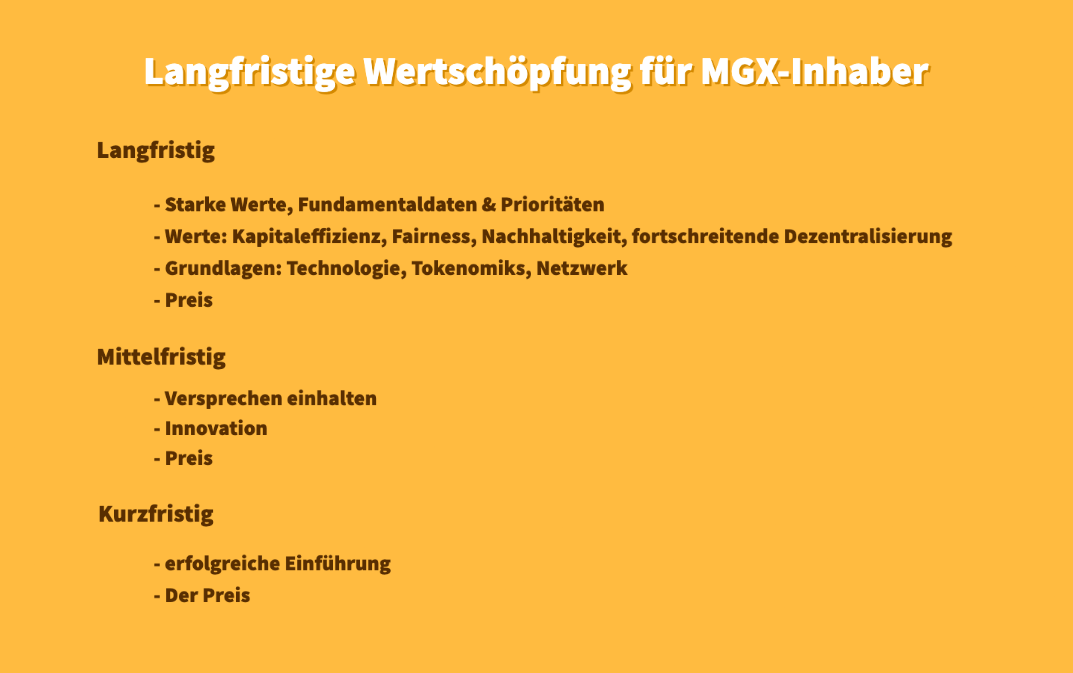 Langfristige Wertschöpfung für MGX-Inhaber
Langfristig
- Starke Werte, Fundamentaldaten & Prioritäten
- Werte: Kapitaleffizienz, Fairness, Nachhaltigkeit, fortschreitende Dezentralisierung
- Grundlagen: Technologie, Tokenomiks, Netzwerk
- Preis
Mittelfristig
- Versprechen einhalten
- Innovation
- Preis
Kurzfristig
- erfolgreiche Einführung
- Der Preis